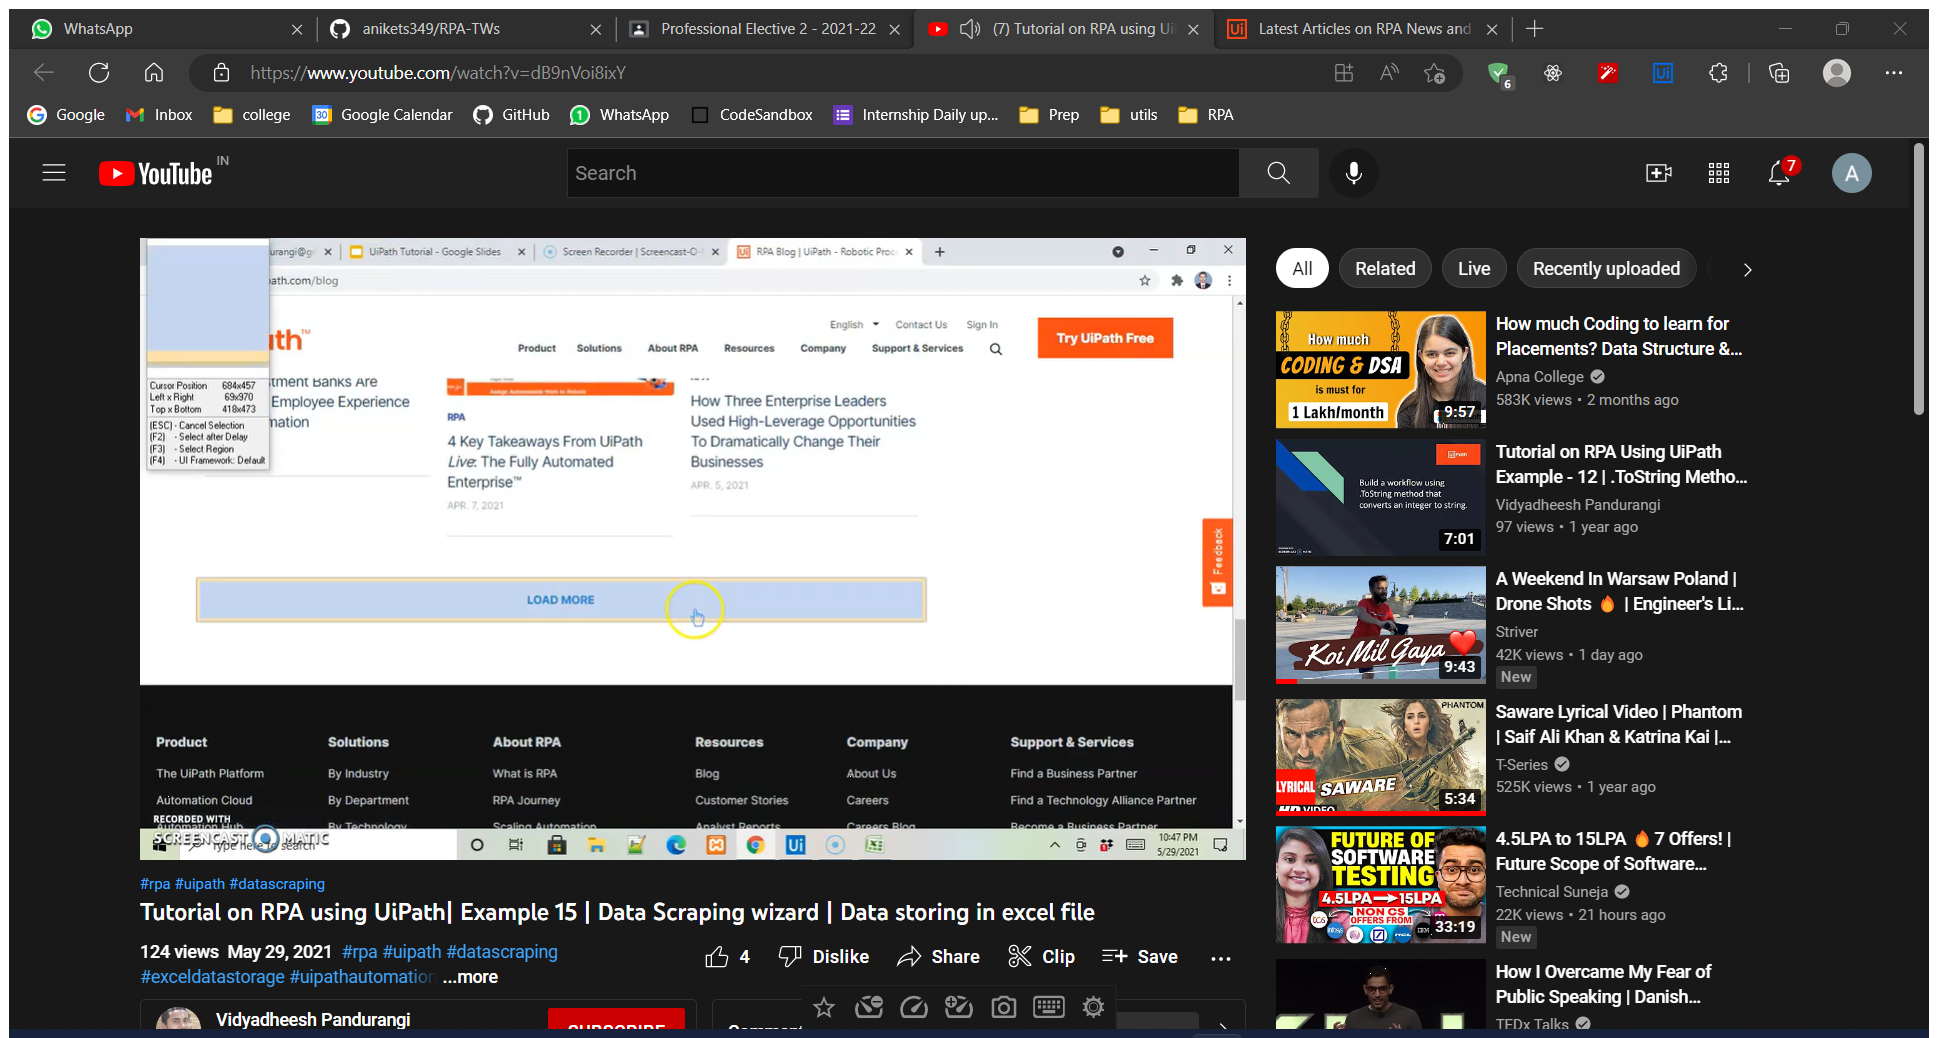 WhatsApp
anikets349/RPA-TWs
Professional Elective 2 - 2021-22
(7) Tutorial on RPA using Ui
Latest Articles on RPA News and
https://www.youtube.com/watch?v=dB9nVoi8ixY
6
Google
Inbox
college
Google Calendar
GitHub
WhatsApp
CodeSandbox
Internship Daily up...
Prep
utils
RPA
YouTube IN
Search
7
A
urangi@g
UiPath Tutorial - Google Slides
Screen Recorder | Screencast-O-
RPA Blog | UiPath - Robotic Proc
ath.com/blog
English
Contact Us
Sign In
Try UiPath Free
Product
Solutions
About RPA
Resources
Company
Support & Services
Cursor Position 684x457
Left x Right 69x970
Top x Bottom 418x473
(ESC) - Cancel Selection
(F2) - Select after Delay
(F3) - Select Region
(F4) - UI Framework: Default
tment Banks Are
Employee Experience
mation
RPA
4 Key Takeaways From UiPath
Live: The Fully Automated
Enterprise™
APR. 7, 2021
How Three Enterprise Leaders
Used High-Leverage Opportunities
To Dramatically Change Their
Businesses
APR. 5, 2021
Feedback
LOAD MORE
Product
Solutions
About RPA
Resources
Company
Support & Services
The UiPath Platform
By Industry
What is RPA
Blog
About Us
Find a Business Partner
Automation Cloud
By Department
RPA Journey
Customer Stories
Careers
Find a Technology Alliance Partner
Automation Hub
By Technology
Scaling Automation
Analyst Reports
Careers Blog
Become a Business Partner
RECORDED WITH
SCREENCAST MATIC
Type here to search
10:47 PM
5/29/2021
#rpa #uipath #datascraping
Tutorial on RPA using UiPath| Example 15 | Data Scraping wizard | Data storing in excel file
124 views May 29, 2021 #rpa #uipath #datascraping
#exceldatastorage #uipathautomation ...more
4
Dislike
Share
Clip
Save
Vidyadheesh Pandurangi
SUBSCRIBE
All
Related
Live
Recently uploaded
How much
CODING & DSA
is must for
1 Lakh/month
9:57
How much Coding to learn for
Placements? Data Structure &...
Apna College
583K views • 2 months ago
Build a workflow using
.ToString method that
converts an integer to string.
7:01
Tutorial on RPA Using UiPath
Example - 12 | .ToString Metho...
Vidyadheesh Pandurangi
97 views • 1 year ago
Koi Mil Gaya
9:43
A Weekend In Warsaw Poland |
Drone Shots 🔥 | Engineer's Li...
Striver
42K views • 1 day ago
New
PHANTOM
LYRICAL SAWARE
HD VIDEO
5:34
Saware Lyrical Video | Phantom
| Saif Ali Khan & Katrina Kai |...
T-Series
525K views • 1 year ago
FUTURE OF
SOFTWARE
TESTING
4.5LPA→15LPA
NON CS
OFFERS FROM
33:19
4.5LPA to 15LPA 🔥 7 Offers! |
Future Scope of Software...
Technical Suneja
22K views • 21 hours ago
New
How I Overcame My Fear of
Public Speaking | Danish...
TEDx Talks